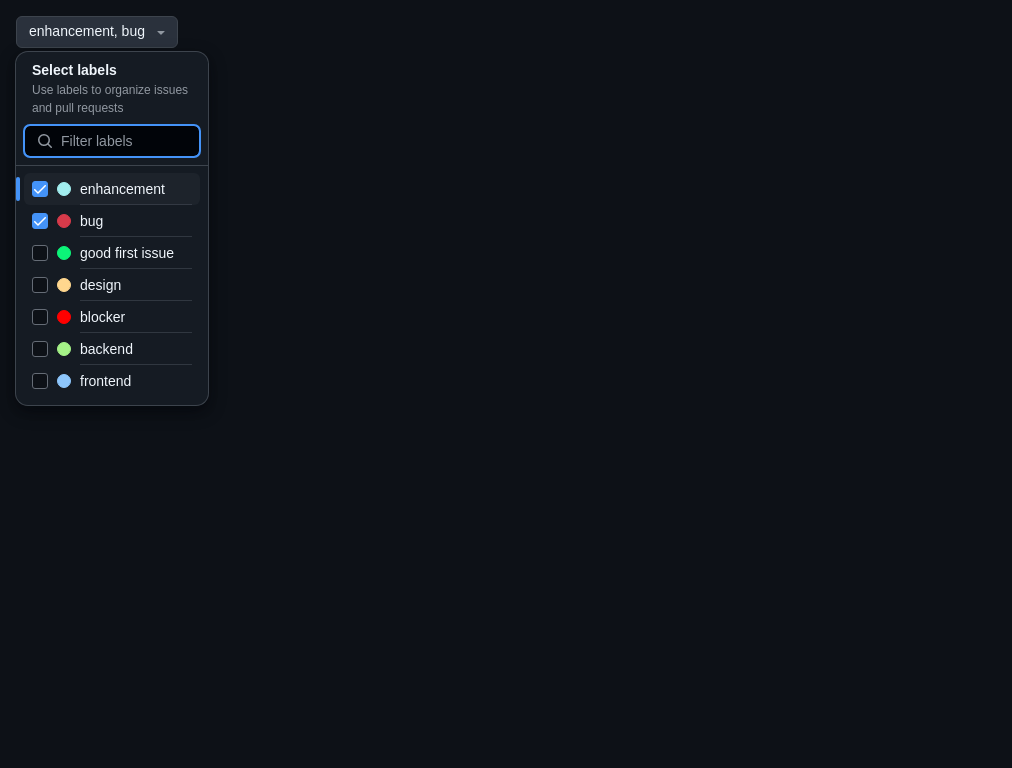 enhancement, bug
Select labels
Use labels to organize issues
and pull requests
Filter labels
enhancement
bug
good first issue
design
blocker
backend
frontend